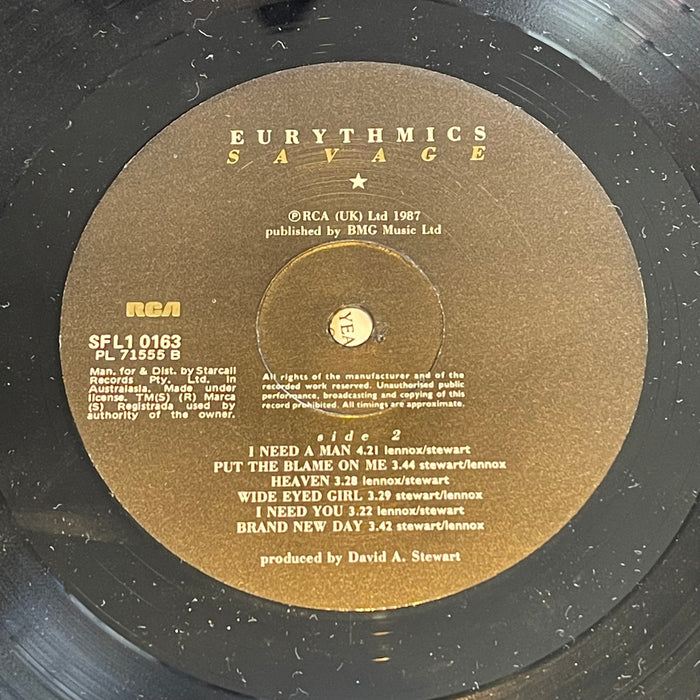 EURYTHMICS
SAVAGE
℗ RCA (UK) Ltd 1987
published by BMG Music Ltd
RCA
SFL1 0163
PL 71555 B
Man. for & Dist. by Starcall
Records Pty. Ltd. in
Australasia. Made under
license. TM(S) (R) Marca
(S) Registrada used by
authority of the owner.
YEA
All rights of the manufacturer and of the
recorded work reserved. Unauthorised public
performance, broadcasting and copying of this
record prohibited. All timings are approximate.
side 2
I NEED A MAN 4.21 lennox/stewart
PUT THE BLAME ON ME 3.44 stewart/lennox
HEAVEN 3.28 lennox/stewart
WIDE EYED GIRL 3.29 stewart/lennox
I NEED YOU 3.22 lennox/stewart
BRAND NEW DAY 3.42 stewart/lennox
produced by David A. Stewart